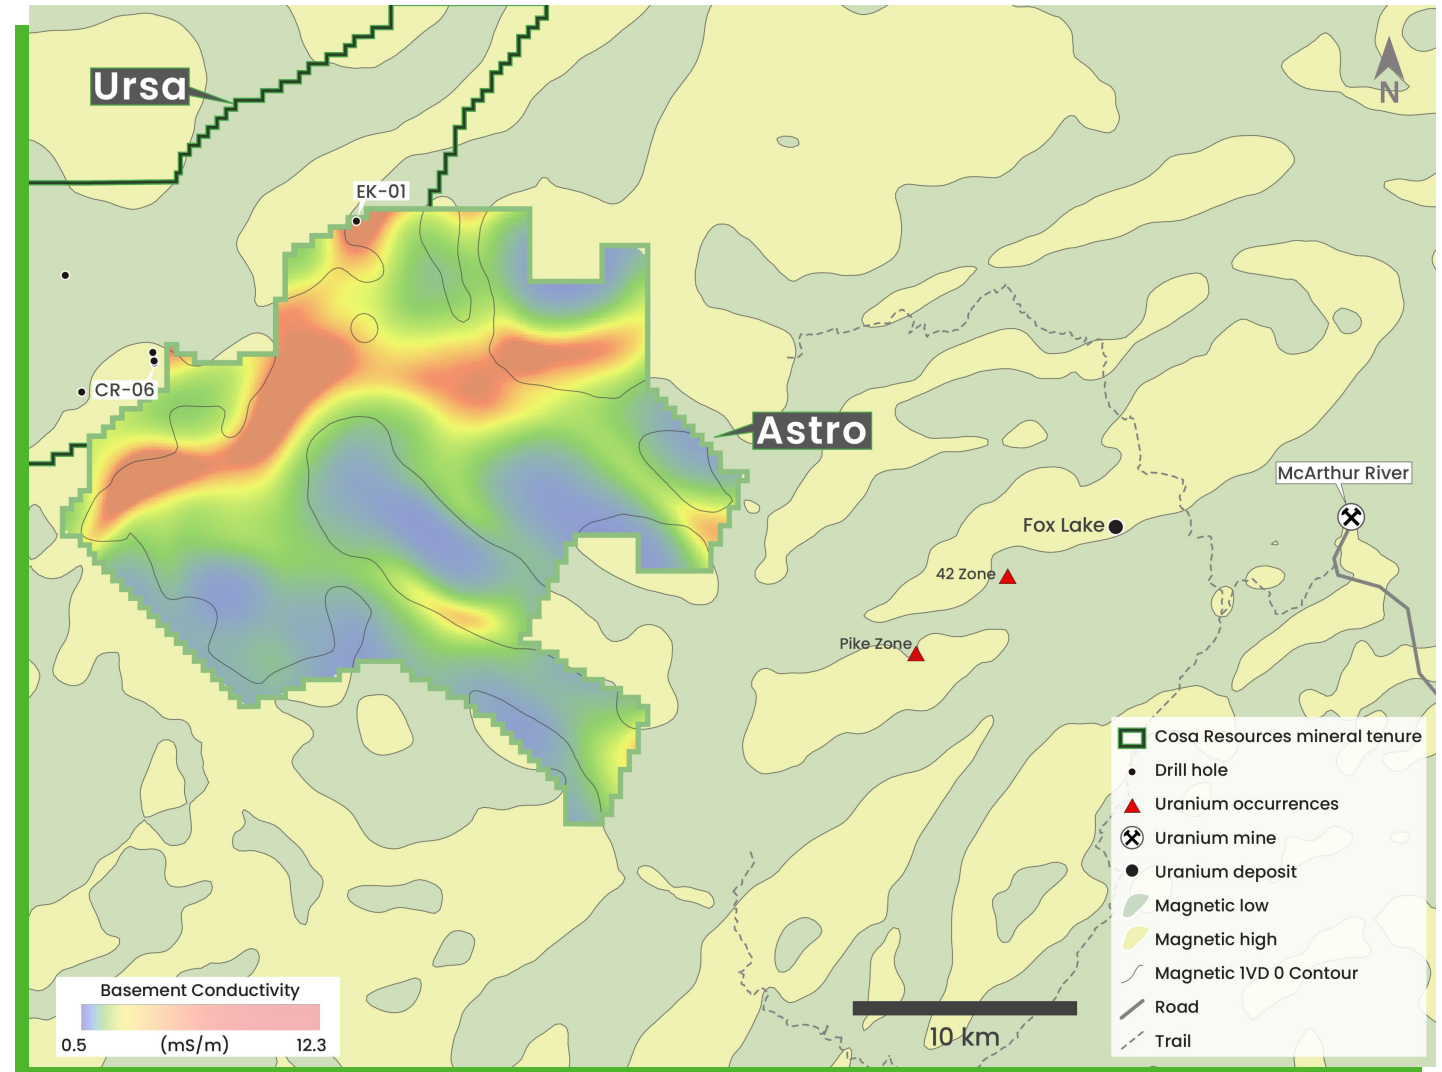 Ursa
N
EK-01
CR-06
Astro
McArthur River
Fox Lake
42 Zone
Pike Zone
Cosa Resources mineral tenure
Drill hole
Uranium occurrences
Uranium mine
Uranium deposit
Magnetic low
Magnetic high
Magnetic 1VD 0 Contour
Road
Trail
Basement Conductivity
0.5 (mS/m) 12.3
10 km